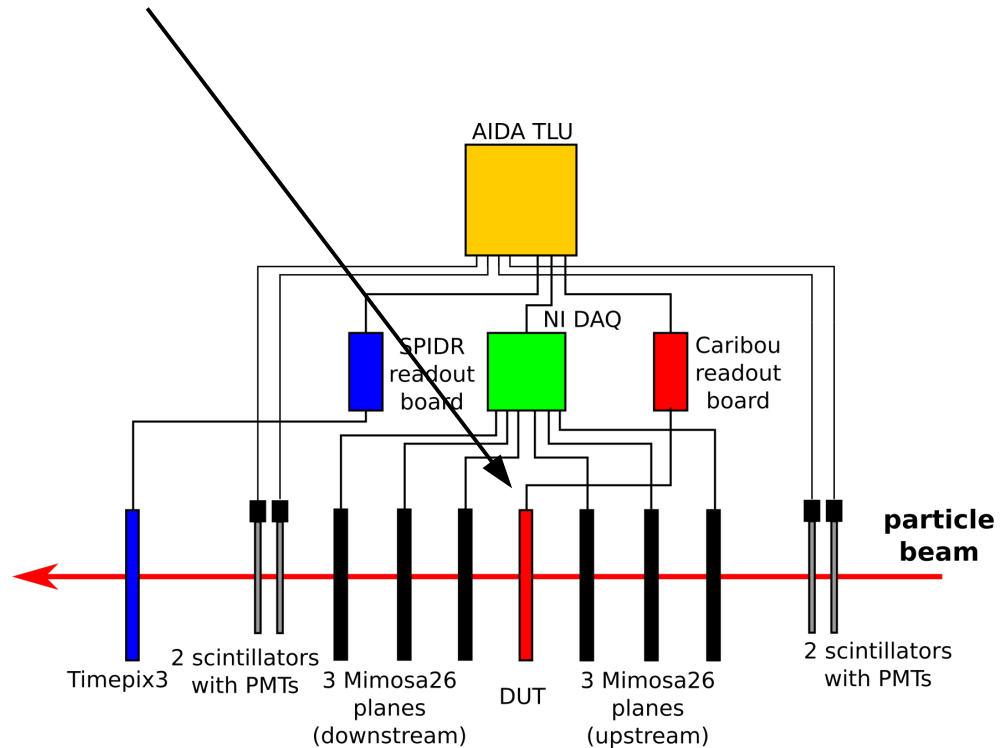 AIDA TLU
NI DAQ
SPIDR
readout
board
Caribou
readout
board
particle
beam
Timepix3
2 scintillators
with PMTs
3 Mimosa26
planes
(downstream)
DUT
3 Mimosa26
planes
(upstream)
2 scintillators
with PMTs